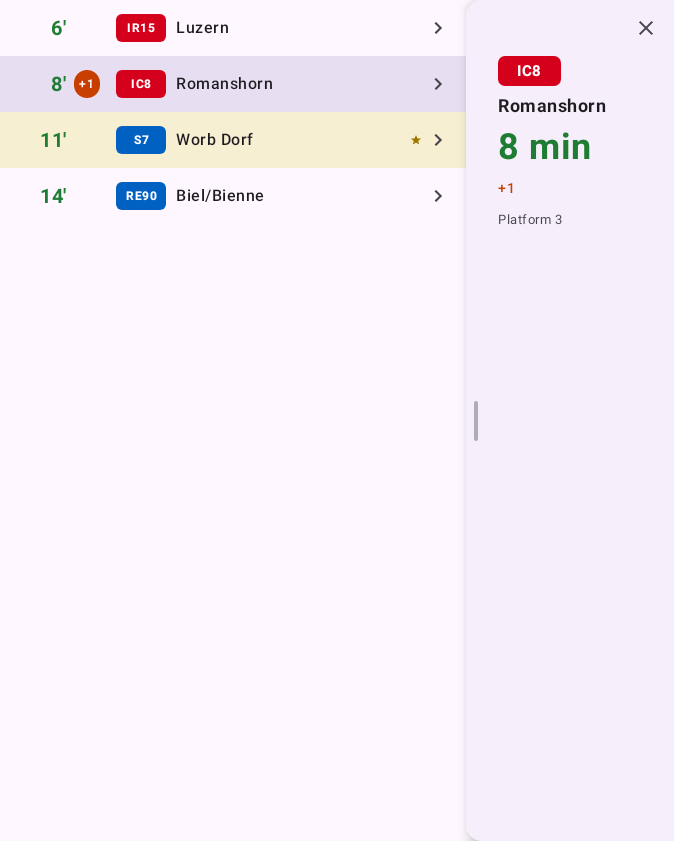 6' IR15 Luzern
8' +1 IC8 Romanshorn
11' S7 Worb Dorf
14' RE90 Biel/Bienne
IC8
Romanshorn
8 min
+1
Platform 3